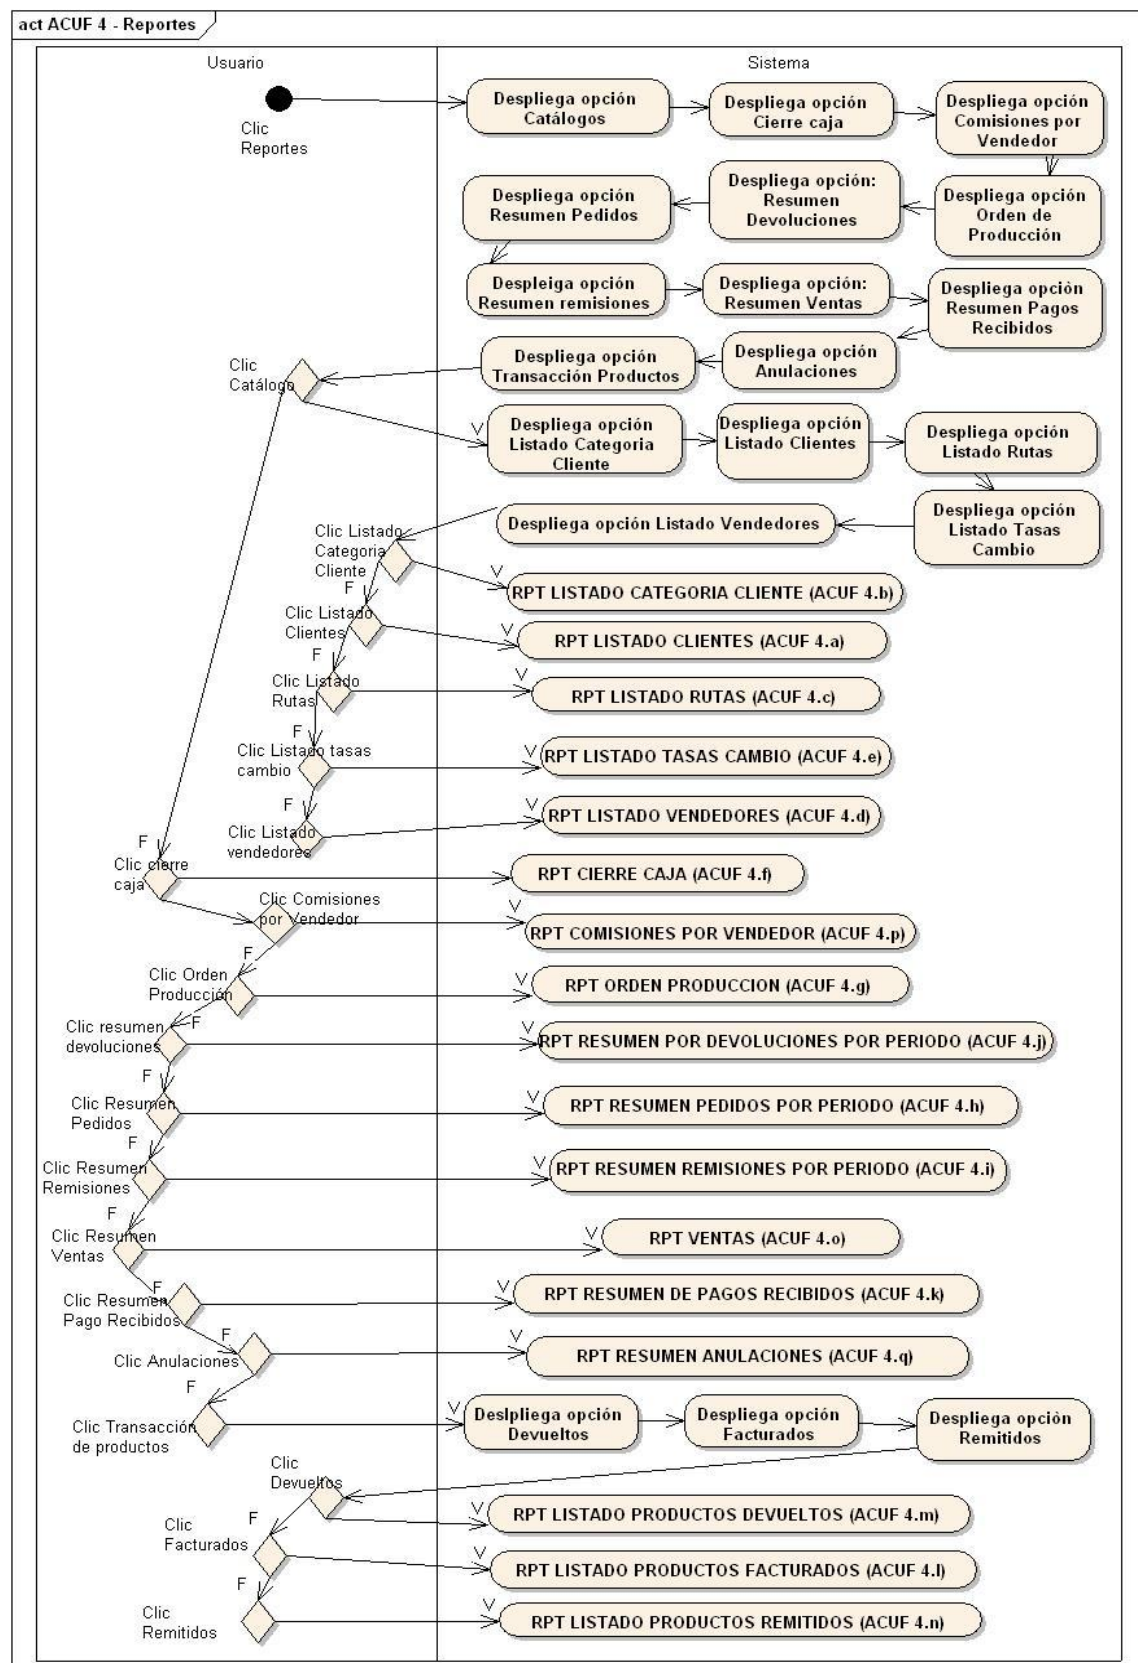 act ACUF 4 - Reportes
Usuario
Sistema
Clic
Reportes
Despliega opción
Catálogos
Despliega opción
Cierre caja
Despliega opción
Comisiones por
Vendedor
Despliega opción
Resumen Pedidos
Despliega opción:
Resumen
Devoluciones
Despliega opción
Orden de
Producción
Despleiga opción
Resumen remisiones
Despliega opción:
Resumen Ventas
Despliega opción
Resumen Pagos
Recibidos
Clic
Catálogo
Despliega opción
Transacción Productos
Despliega opción
Anulaciones
V
Despliega opción
Listado Categoria
Cliente
Despliega opción
Listado Clientes
Despliega opción
Listado Rutas
Despliega opción Listado Vendedores
Despliega opción
Listado Tasas
Cambio
Clic Listado
Categoria
Cliente
V
RPT LISTADO CATEGORIA CLIENTE (ACUF 4.b)
F
Clic Listado
Clientes
V
RPT LISTADO CLIENTES (ACUF 4.a)
F
Clic Listado
Rutas
V
RPT LISTADO RUTAS (ACUF 4.c)
F
Clic Listado tasas
cambio
V
RPT LISTADO TASAS CAMBIO (ACUF 4.e)
F
Clic Listado
vendedores
V
RPT LISTADO VENDEDORES (ACUF 4.d)
F
Clic cierre
caja
RPT CIERRE CAJA (ACUF 4.f)
Clic Comisiones
por Vendedor
V
RPT COMISIONES POR VENDEDOR (ACUF 4.p)
F
Clic Orden
Producción
V
RPT ORDEN PRODUCCION (ACUF 4.g)
F
Clic resumen
devoluciones
V
RPT RESUMEN POR DEVOLUCIONES POR PERIODO (ACUF 4.j)
F
Clic Resumen
Pedidos
V
RPT RESUMEN PEDIDOS POR PERIODO (ACUF 4.h)
F
Clic Resumen
Remisiones
V
RPT RESUMEN REMISIONES POR PERIODO (ACUF 4.i)
F
Clic Resumen
Ventas
V
RPT VENTAS (ACUF 4.o)
F
Clic Resumen
Pago Recibidos
V
RPT RESUMEN DE PAGOS RECIBIDOS (ACUF 4.k)
F
Clic Anulaciones
V
RPT RESUMEN ANULACIONES (ACUF 4.q)
F
Clic Transacción
de productos
V
Deslpliega opción
Devueltos
Despliega opción
Facturados
Despliega opción
Remitidos
Clic
Devueltos
V
RPT LISTADO PRODUCTOS DEVUELTOS (ACUF 4.m)
F
Clic
Facturados
V
RPT LISTADO PRODUCTOS FACTURADOS (ACUF 4.l)
F
Clic
Remitidos
V
RPT LISTADO PRODUCTOS REMITIDOS (ACUF 4.n)